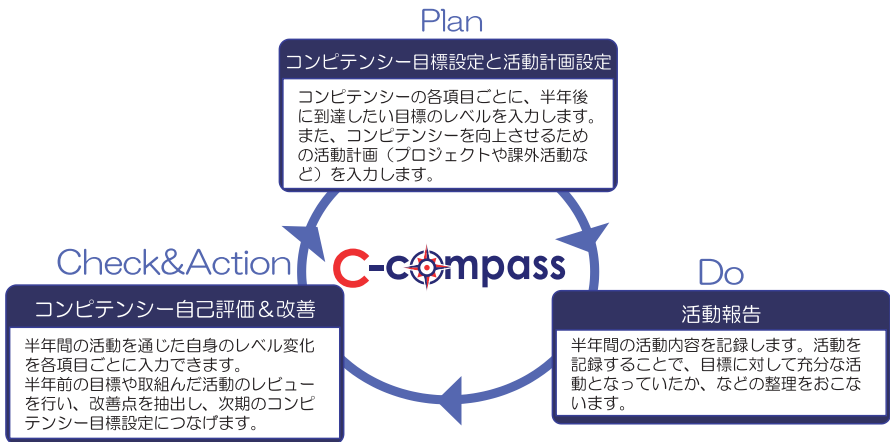 Plan
コンピテンシー目標設定と活動計画設定
コンピテンシーの各項目ごとに、半年後
に到達したい目標のレベルを入力します。
また、コンピテンシーを向上させるため
の活動計画（プロジェクトや課外活動な
ど）を入力します。
C-compass
Do
活動報告
半年間の活動内容を記録します。活動を
記録することで、目標に対して充分な活
動となっていたか、などの整理をおこな
います。
Check&Action
コンピテンシー自己評価＆改善
半年間の活動を通じた自身のレベル変化
を各項目ごとに入力できます。
半年前の目標や取組んだ活動のレビュー
を行い、改善点を抽出し、次期のコンピ
テンシー目標設定につなげます。